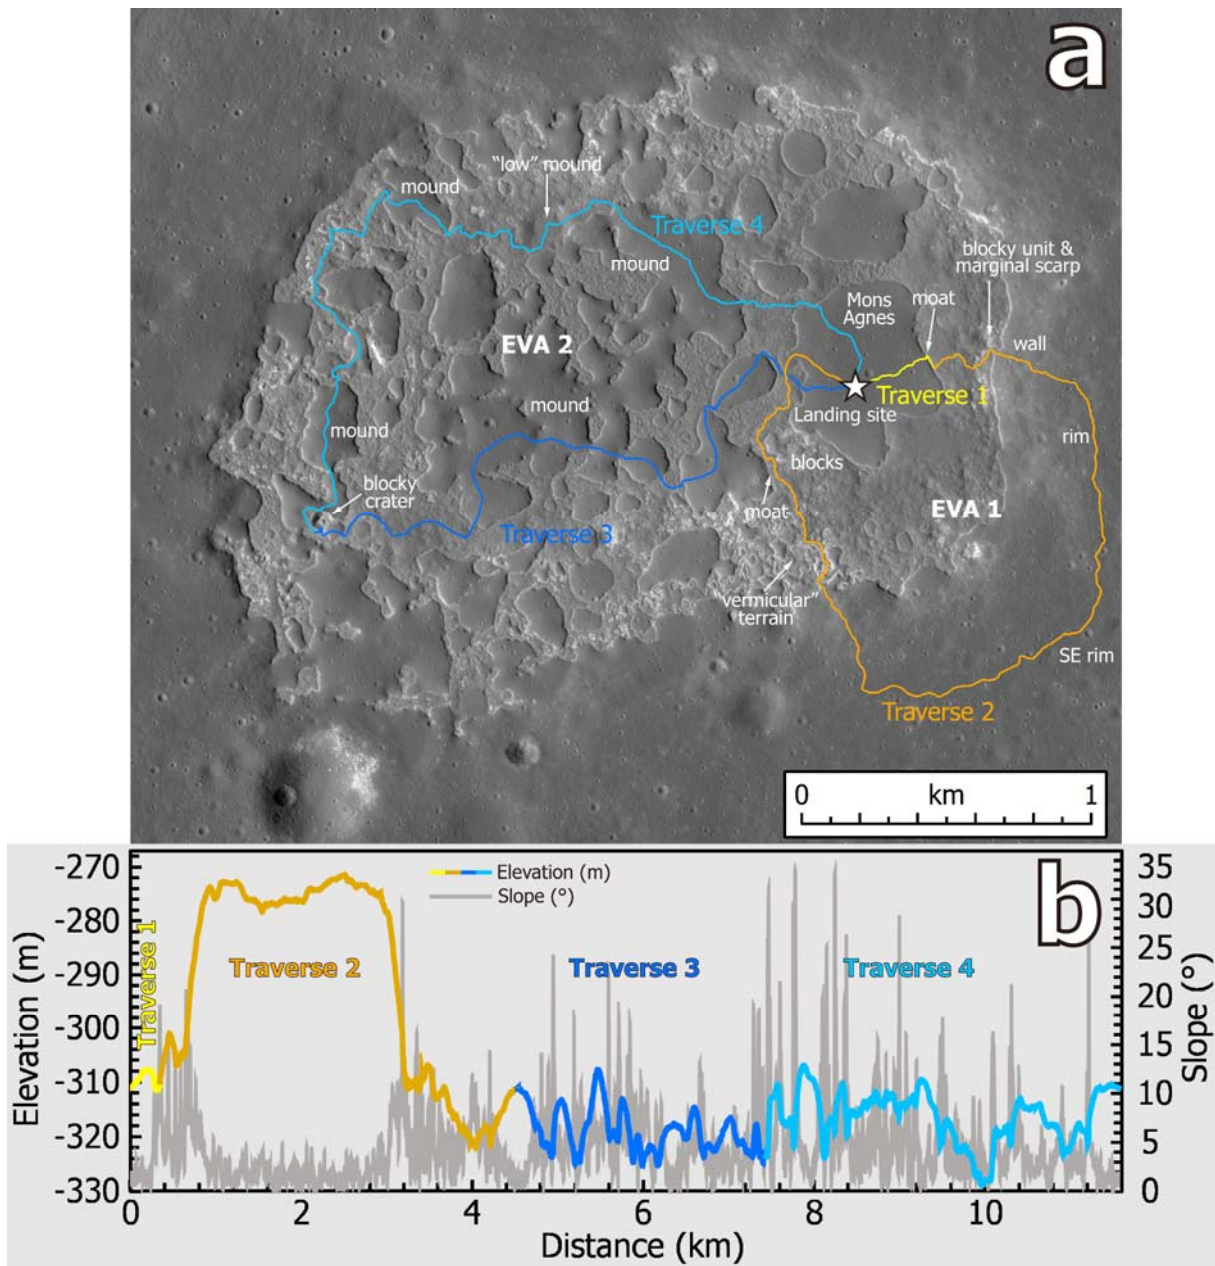 a
"low" mound
mound
Traverse 4
mound
blocky unit &
marginal scarp
Mons
Agnes
moat
wall
EVA 2
Traverse 1
mound
Landing site
rim
mound
blocks
blocky
crater
EVA 1
moat
Traverse 3
"vermicular"
terrain
SE rim
Traverse 2
0 km 1
b
Elevation (m)
Slope (°)
Traverse 1
Traverse 2
Traverse 3
Traverse 4
Elevation (m)
-270
-280
-290
-300
-310
-320
-330
35
30
25
20
15
10
5
0
Slope (°)
0 2 4 6 8 10
Distance (km)